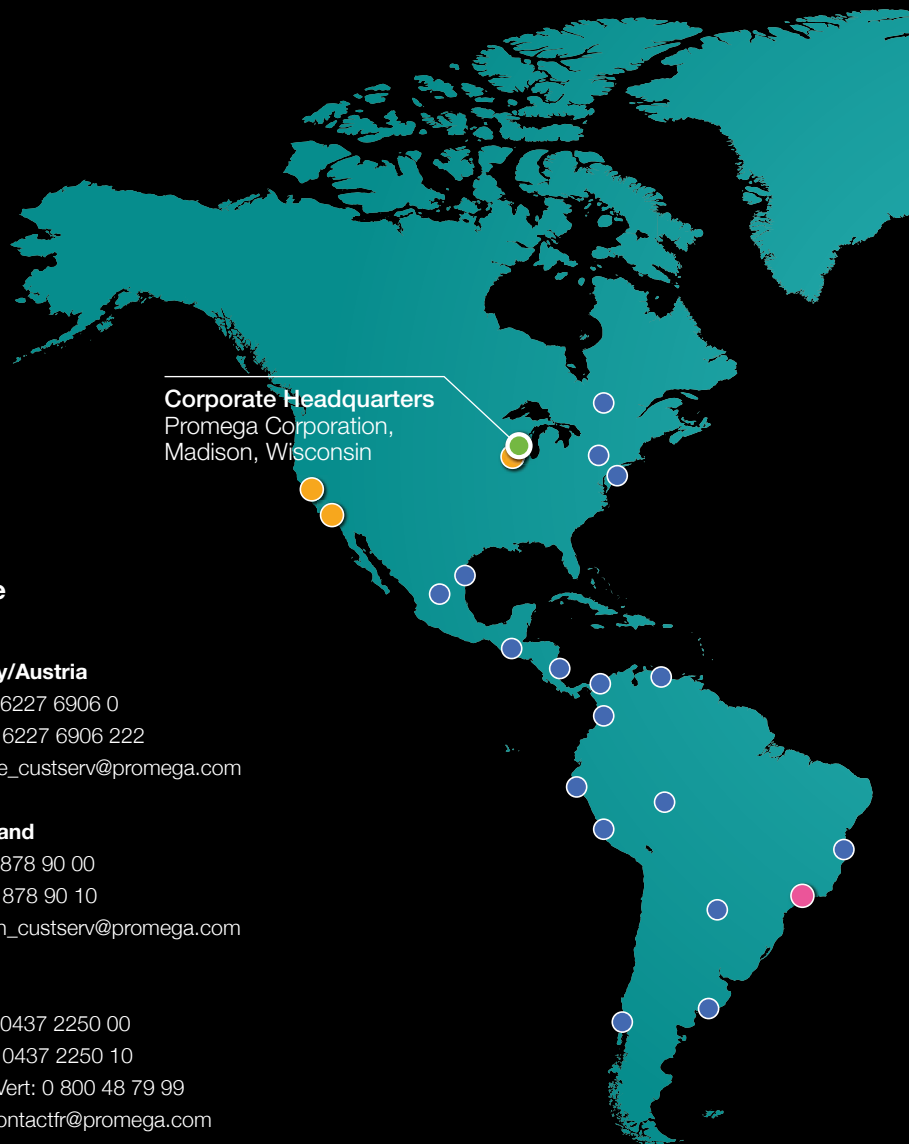 Corporate Headquarters
Promega Corporation,
Madison, Wisconsin
e
y/Austria
6227 6906 0
6227 6906 222
e_custserv@promega.com
and
878 90 00
878 90 10
h_custserv@promega.com
0437 2250 00
0437 2250 10
Vert: 0 800 48 79 99
ontactfr@promega.com